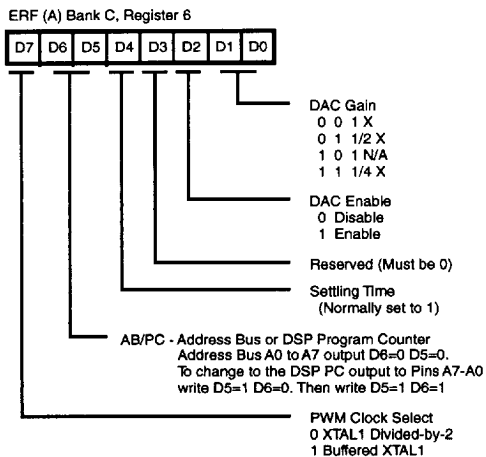 ERF (A) Bank C, Register 6
D7 D6 D5 D4 D3 D2 D1 D0
DAC Gain
0 0 1 X
0 1 1/2 X
1 0 1 N/A
1 1 1/4 X
DAC Enable
0 Disable
1 Enable
Reserved (Must be 0)
Settling Time
(Normally set to 1)
AB/PC - Address Bus or DSP Program Counter
Address Bus A0 to A7 output D6=0 D5=0.
To change to the DSP PC output to Pins A7-A0
write D5=1 D6=0. Then write D5=1 D6=1
PWM Clock Select
0 XTAL1 Divided-by-2
1 Buffered XTAL1